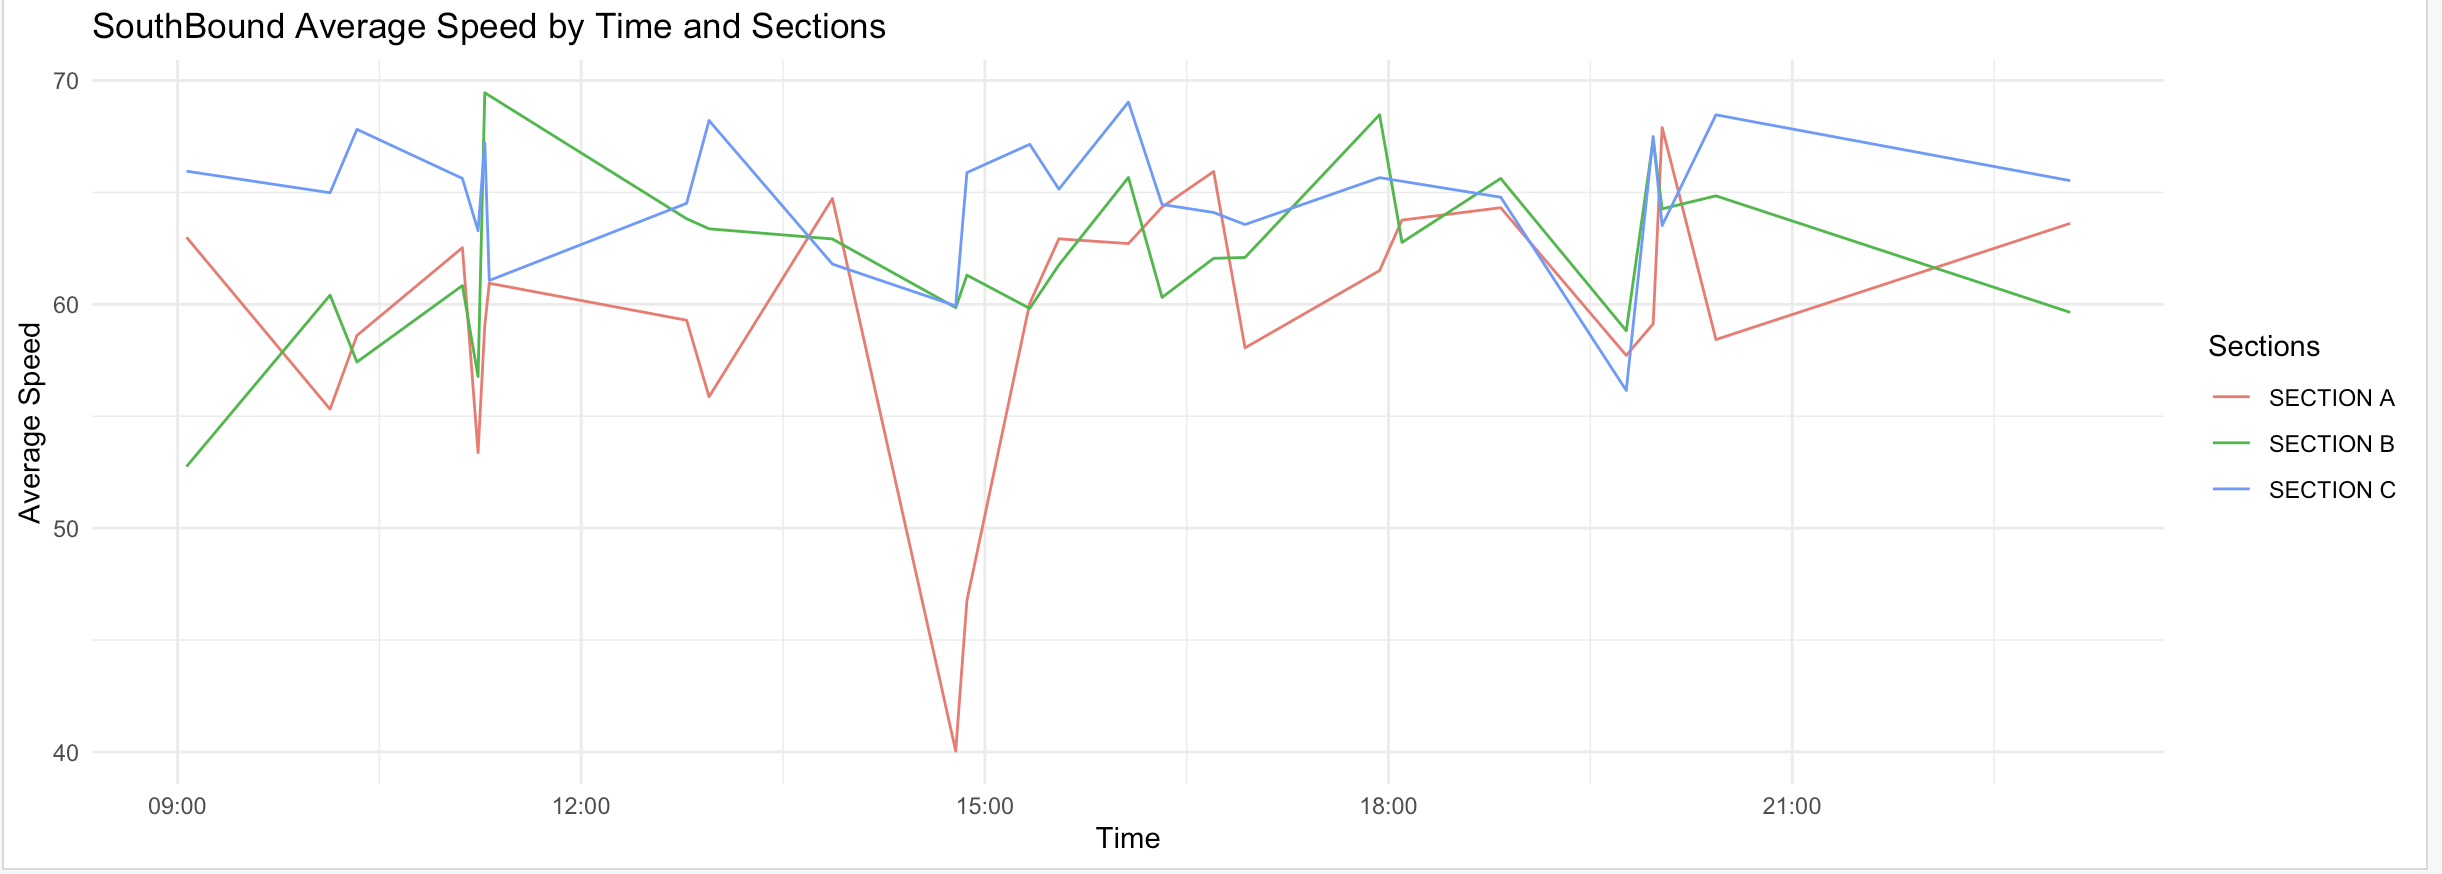 SouthBound Average Speed by Time and Sections
70
60
50
40
Average Speed
09:00 12:00 15:00 18:00 21:00
Time
Sections
SECTION A
SECTION B
SECTION C